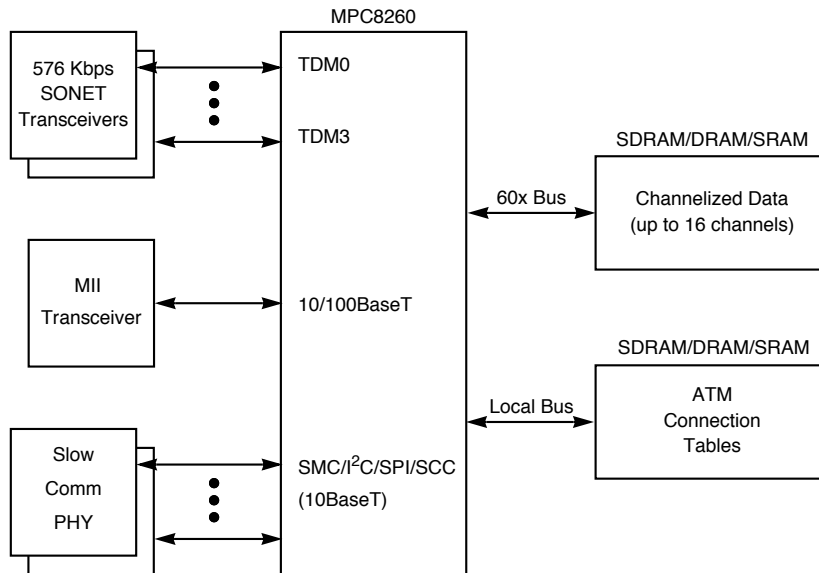 MPC8260
576 Kbps
SONET
Transceivers
TDM0
TDM3
SDRAM/DRAM/SRAM
60x Bus
Channelized Data
(up to 16 channels)
MII
Transceiver
10/100BaseT
SDRAM/DRAM/SRAM
Local Bus
ATM
Connection
Tables
Slow
Comm
PHY
SMC/I²C/SPI/SCC
(10BaseT)